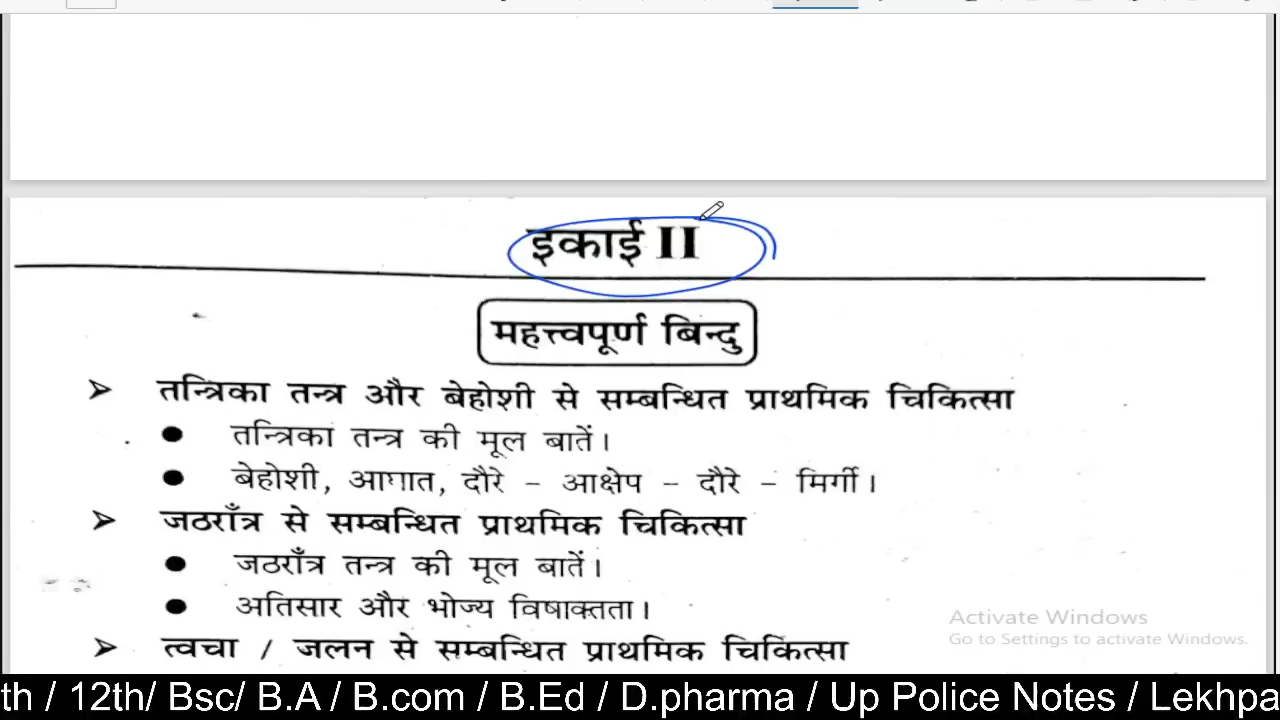 इकाई II
महत्त्वपूर्ण बिन्दु
➢ तन्त्रिका तन्त्र और बेहोशी से सम्बन्धित प्राथमिक चिकित्सा
● तन्त्रिका तन्त्र की मूल बातें।
● बेहोशी, आघात, दौरे - आक्षेप - दौरे - मिर्गी।
➢ जठराँत्र से सम्बन्धित प्राथमिक चिकित्सा
● जठराँत्र तन्त्र की मूल बातें।
● अतिसार और भोज्य विषाक्तता।
➢ त्वचा / जलन से सम्बन्धित प्राथमिक चिकित्सा
Activate Windows
Go to Settings to activate Windows.
th / 12th/ Bsc/ B.A / B.com / B.Ed / D.pharma / Up Police Notes / Lekhpa